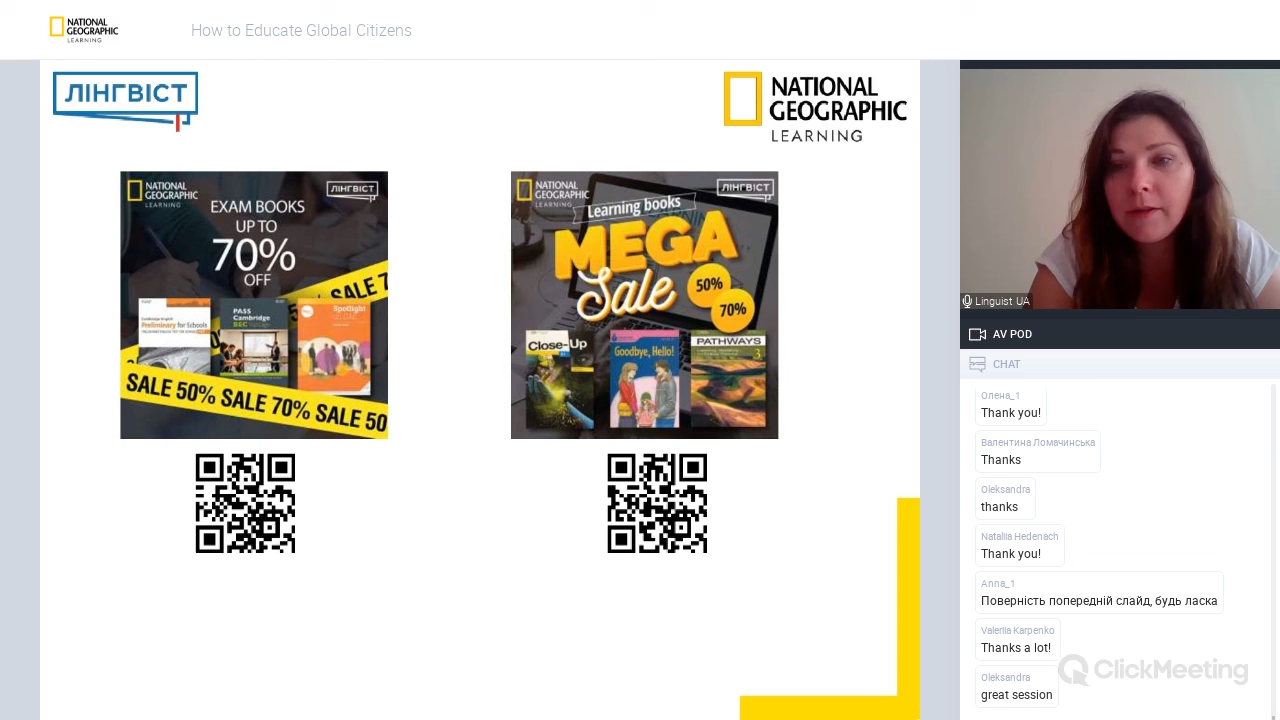 NATIONAL
GEOGRAPHIC
LEARNING
How to Educate Global Citizens
ЛІНГВІСТ
NATIONAL
GEOGRAPHIC
LEARNING
NATIONAL
GEOGRAPHIC
LEARNING
ЛІНГВІСТ
EXAM BOOKS
UP TO
70%
OFF
SALE 7
Preliminary for Schools
PASS
Cambridge
BEC Vantage
Spotlight
SALE 50% SALE 70% SALE 50
NATIONAL
GEOGRAPHIC
LEARNING
ЛІНГВІСТ
Learning books
MEGA
Sale
50%
70%
Close-Up
Goodbye, Hello!
PATHWAYS
3
Linguist UA
AV POD
CHAT
Олена_1
Thank you!
Валентина Ломачинська
Thanks
Oleksandra
thanks
Nataliia Hedenach
Thank you!
Anna_1
Поверність попередній слайд, будь ласка
Valeriia Karpenko
Thanks a lot!
Oleksandra
great session
ClickMeeting